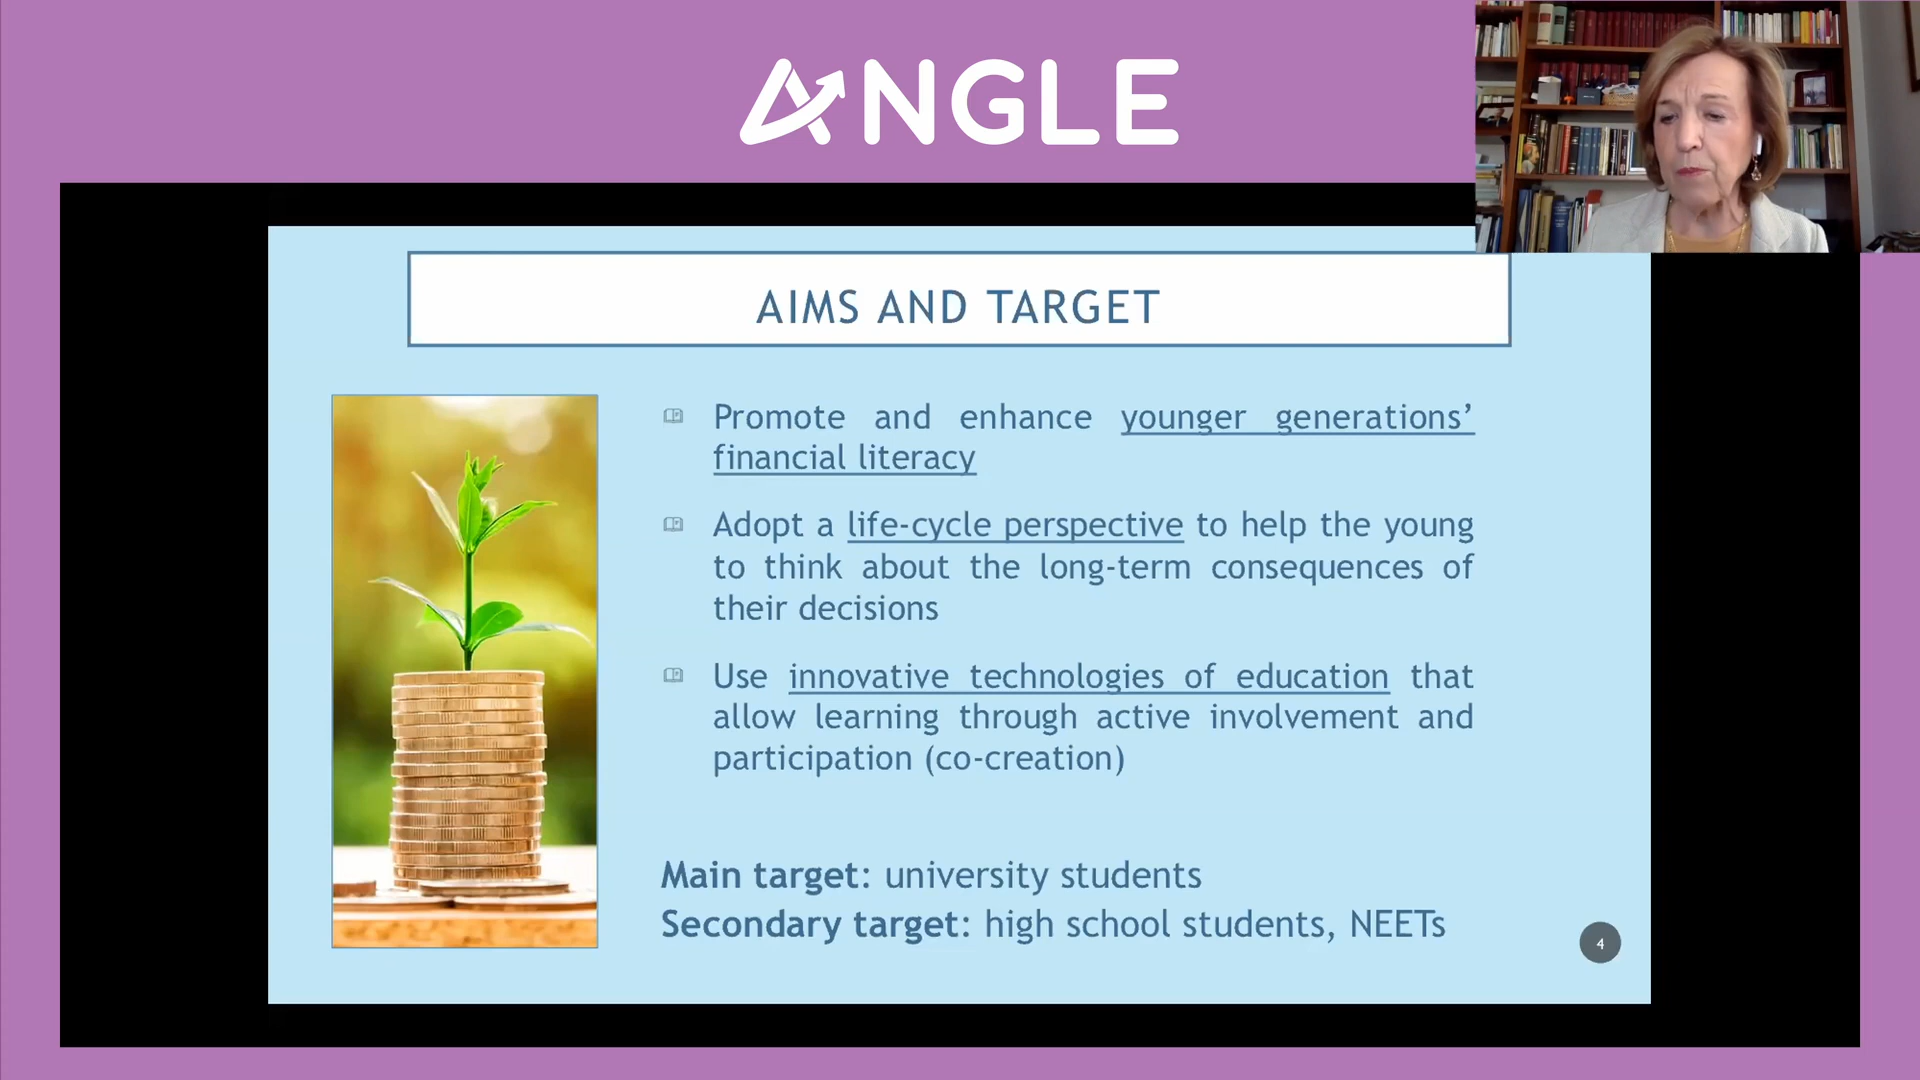 ANGLE
AIMS AND TARGET
Promote and enhance younger generations’
financial literacy
Adopt a life-cycle perspective to help the young
to think about the long-term consequences of
their decisions
Use innovative technologies of education that
allow learning through active involvement and
participation (co-creation)
Main target: university students
Secondary target: high school students, NEETs
4